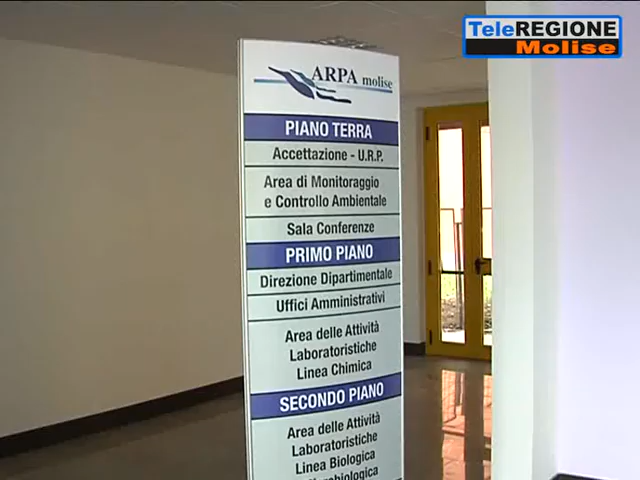 TeleREGIONE
Molise
ARPA molise
PIANO TERRA
Accettazione - U.R.P.
Area di Monitoraggio
e Controllo Ambientale
Sala Conferenze
PRIMO PIANO
Direzione Dipartimentale
Uffici Amministrativi
Area delle Attività
Laboratoristiche
Linea Chimica
SECONDO PIANO
Area delle Attività
Laboratoristiche
Linea Biologica